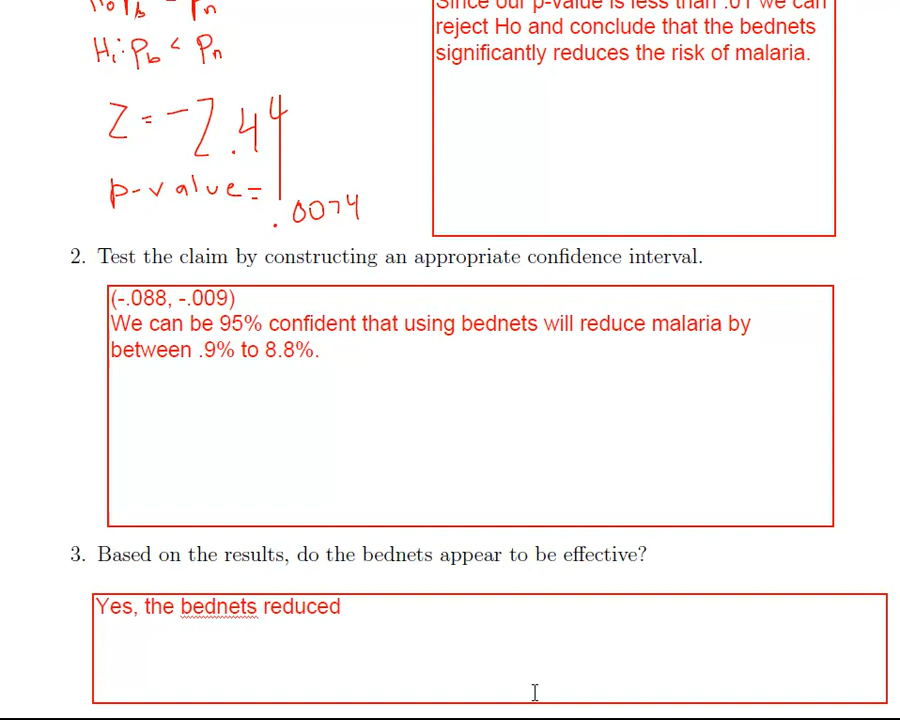 Ho: Pb = Pn
Since our p-value is less than .01 we can
reject Ho and conclude that the bednets
significantly reduces the risk of malaria.
H₁: Pb < Pn
Z = -2.44
p-value = .0074
2. Test the claim by constructing an appropriate confidence interval.
(-.088, -.009)
We can be 95% confident that using bednets will reduce malaria by
between .9% to 8.8%.
3. Based on the results, do the bednets appear to be effective?
Yes, the bednets reduced